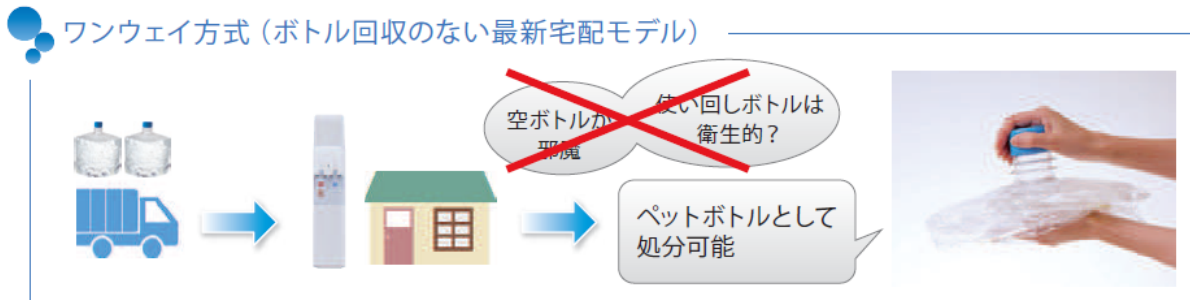 ワンウェイ方式（ボトル回収のない最新宅配モデル）
空ボトルが
邪魔
使い回しボトルは
衛生的？
ペットボトルとして
処分可能